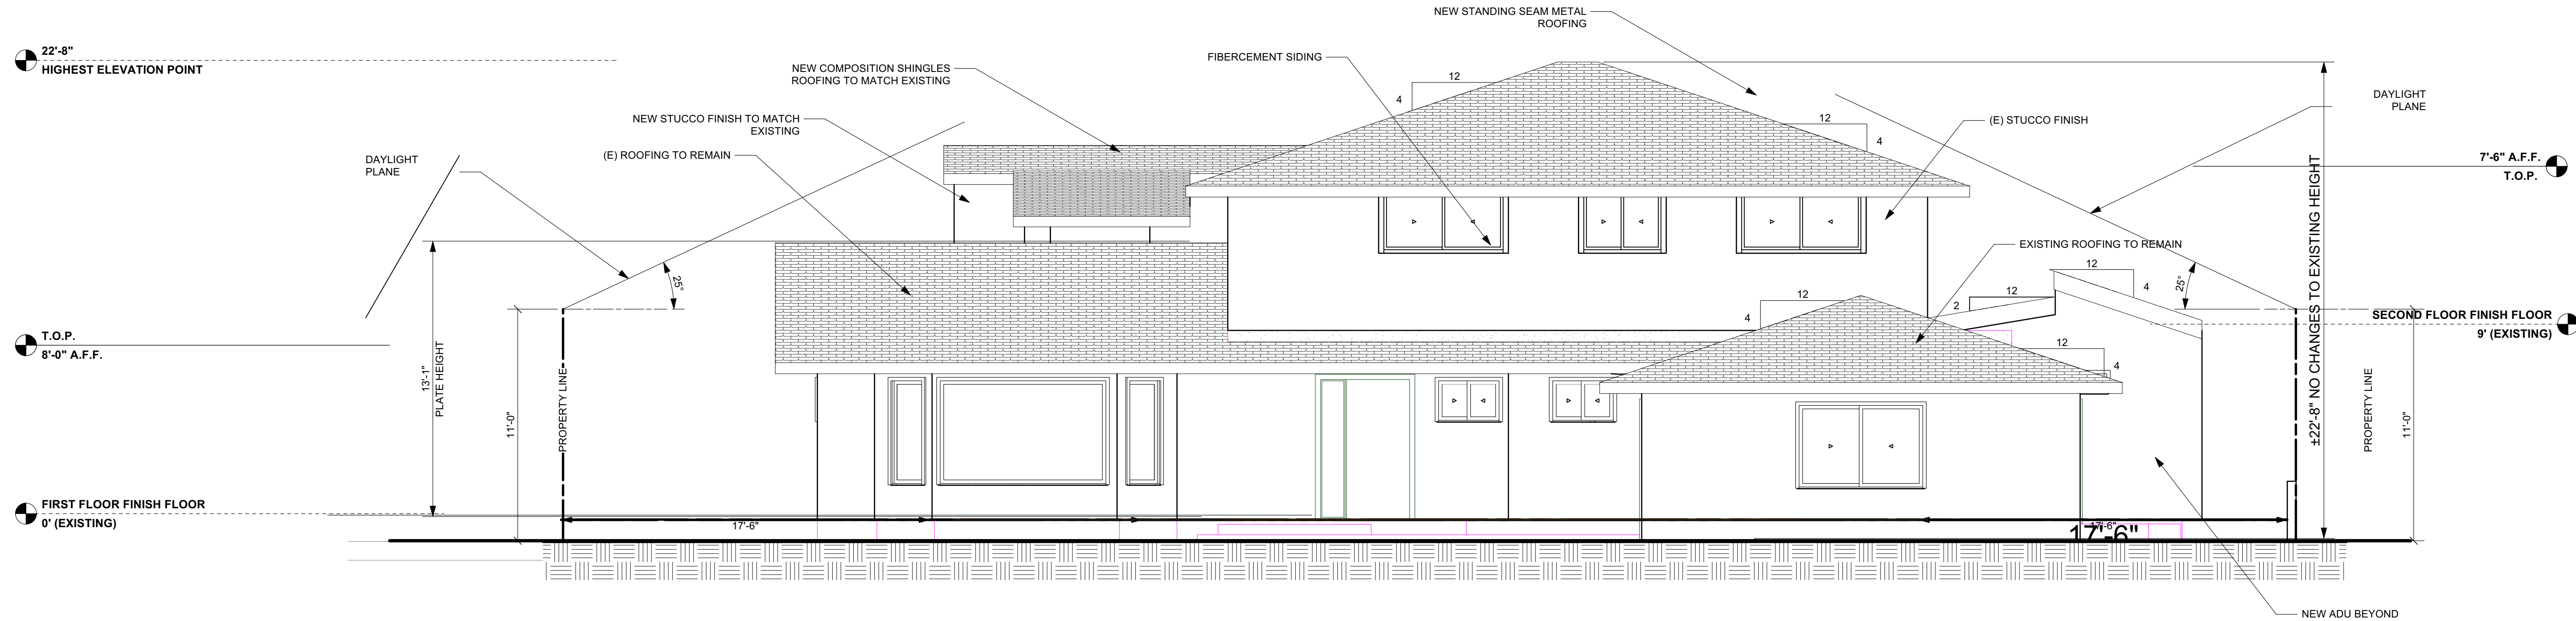 NEW STANDING SEAM METAL
ROOFING
22'-8"
HIGHEST ELEVATION POINT
FIBERCEMENT SIDING
NEW COMPOSITION SHINGLES
ROOFING TO MATCH EXISTING
12
4
DAYLIGHT
PLANE
NEW STUCCO FINISH TO MATCH
EXISTING
12
4
(E) STUCCO FINISH
(E) ROOFING TO REMAIN
DAYLIGHT
PLANE
7'-6" A.F.F.
T.O.P.
EXISTING ROOFING TO REMAIN
12
4
25°
25°
12
2
12
4
SECOND FLOOR FINISH FLOOR
9' (EXISTING)
T.O.P.
8'-0" A.F.F.
12
4
13'-1"
PLATE HEIGHT
11'-0"
PROPERTY LINE
±22'-8" NO CHANGES TO EXISTING HEIGHT
PROPERTY LINE
11'-0"
FIRST FLOOR FINISH FLOOR
0' (EXISTING)
17'-6"
17'-6"
17'-6"
NEW ADU BEYOND